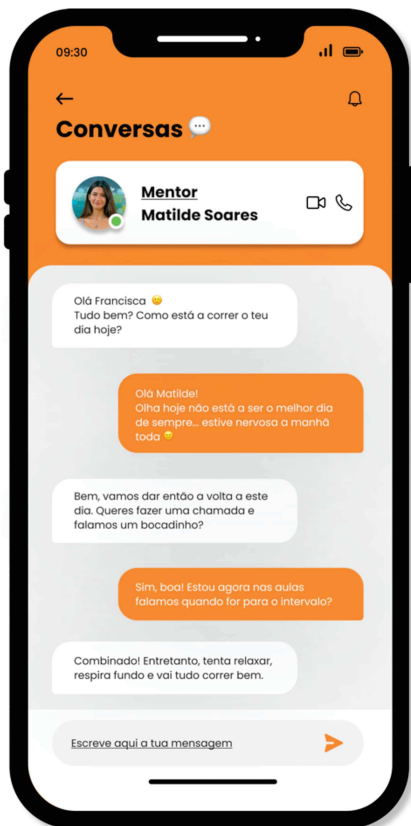 09:30
Conversas
Mentor
Matilde Soares
Olá Francisca 😊
Tudo bem? Como está a correr o teu
dia hoje?
Olá Matilde!
Olha hoje não está a ser o melhor dia
de sempre... estive nervosa a manhã
toda 😔
Bem, vamos dar então a volta a este
dia. Queres fazer uma chamada e
falamos um bocadinho?
Sim, boa! Estou agora nas aulas
falamos quando for para o intervalo?
Combinado! Entretanto, tenta relaxar,
respira fundo e vai tudo correr bem.
Escreve aqui a tua mensagem